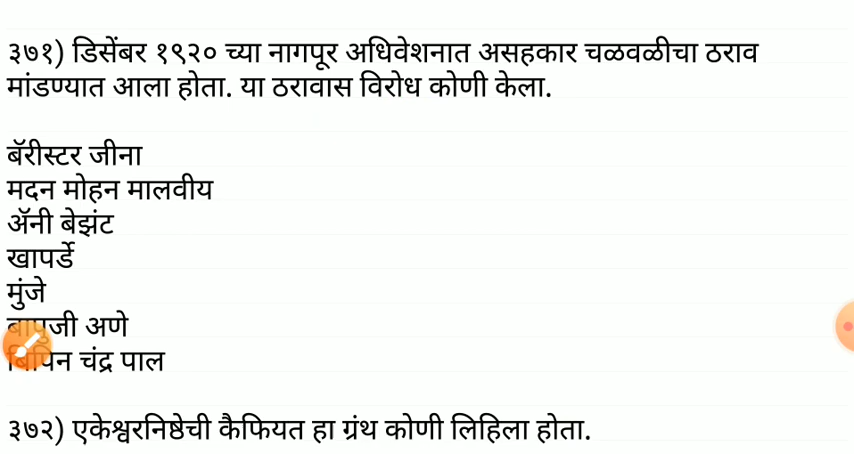 ३७१) डिसेंबर १९२० च्या नागपूर अधिवेशनात असहकार चळवळीचा ठराव
मांडण्यात आला होता. या ठरावास विरोध कोणी केला.
बॅरीस्टर जीना
मदन मोहन मालवीय
ॲनी बेझंट
खापर्डे
मुंजे
बापुजी अणे
बिपिन चंद्र पाल
३७२) एकेश्वरनिष्ठेची कैफियत हा ग्रंथ कोणी लिहिला होता.